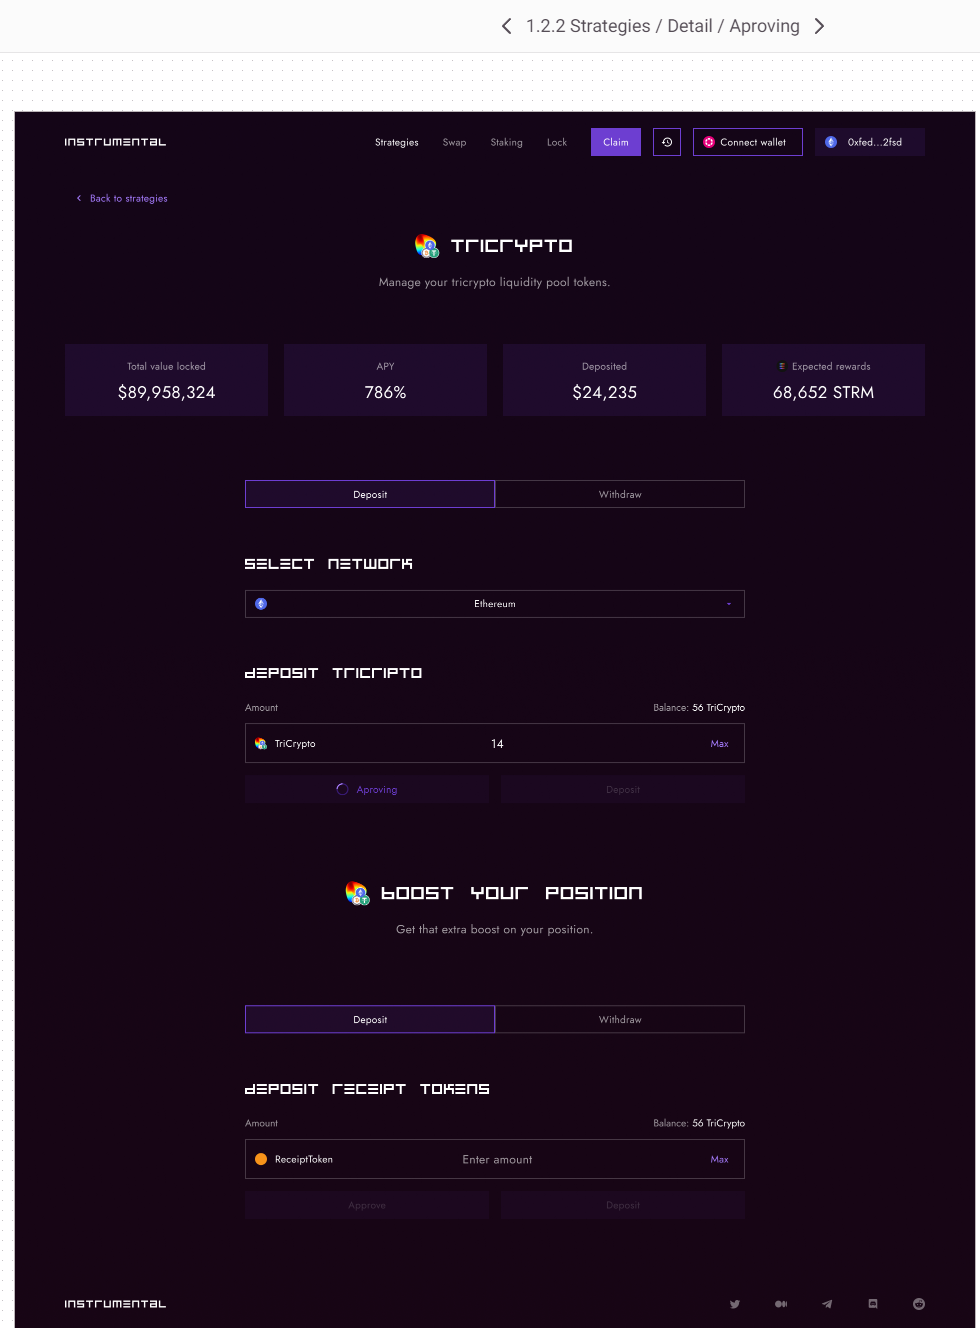 1.2.2 Strategies / Detail / Aproving
INSTRUMENTAL
Strategies
Swap
Staking
Lock
Claim
Connect wallet
0xfed...2fsd
Back to strategies
TRICRYPTO
Manage your tricrypto liquidity pool tokens.
Total value locked
$89,958,324
APY
786%
Deposited
$24,235
Expected rewards
68,652 STRM
Deposit
Withdraw
SELECT NETWORK
Ethereum
DEPOSIT TRICRIPTO
Amount
Balance: 56 TriCrypto
TriCrypto
14
Max
Aproving
Deposit
BOOST YOUR POSITION
Get that extra boost on your position.
Deposit
Withdraw
DEPOSIT RECEIPT TOKENS
Amount
Balance: 56 TriCrypto
ReceiptToken
Enter amount
Max
Approve
Deposit
INSTRUMENTAL